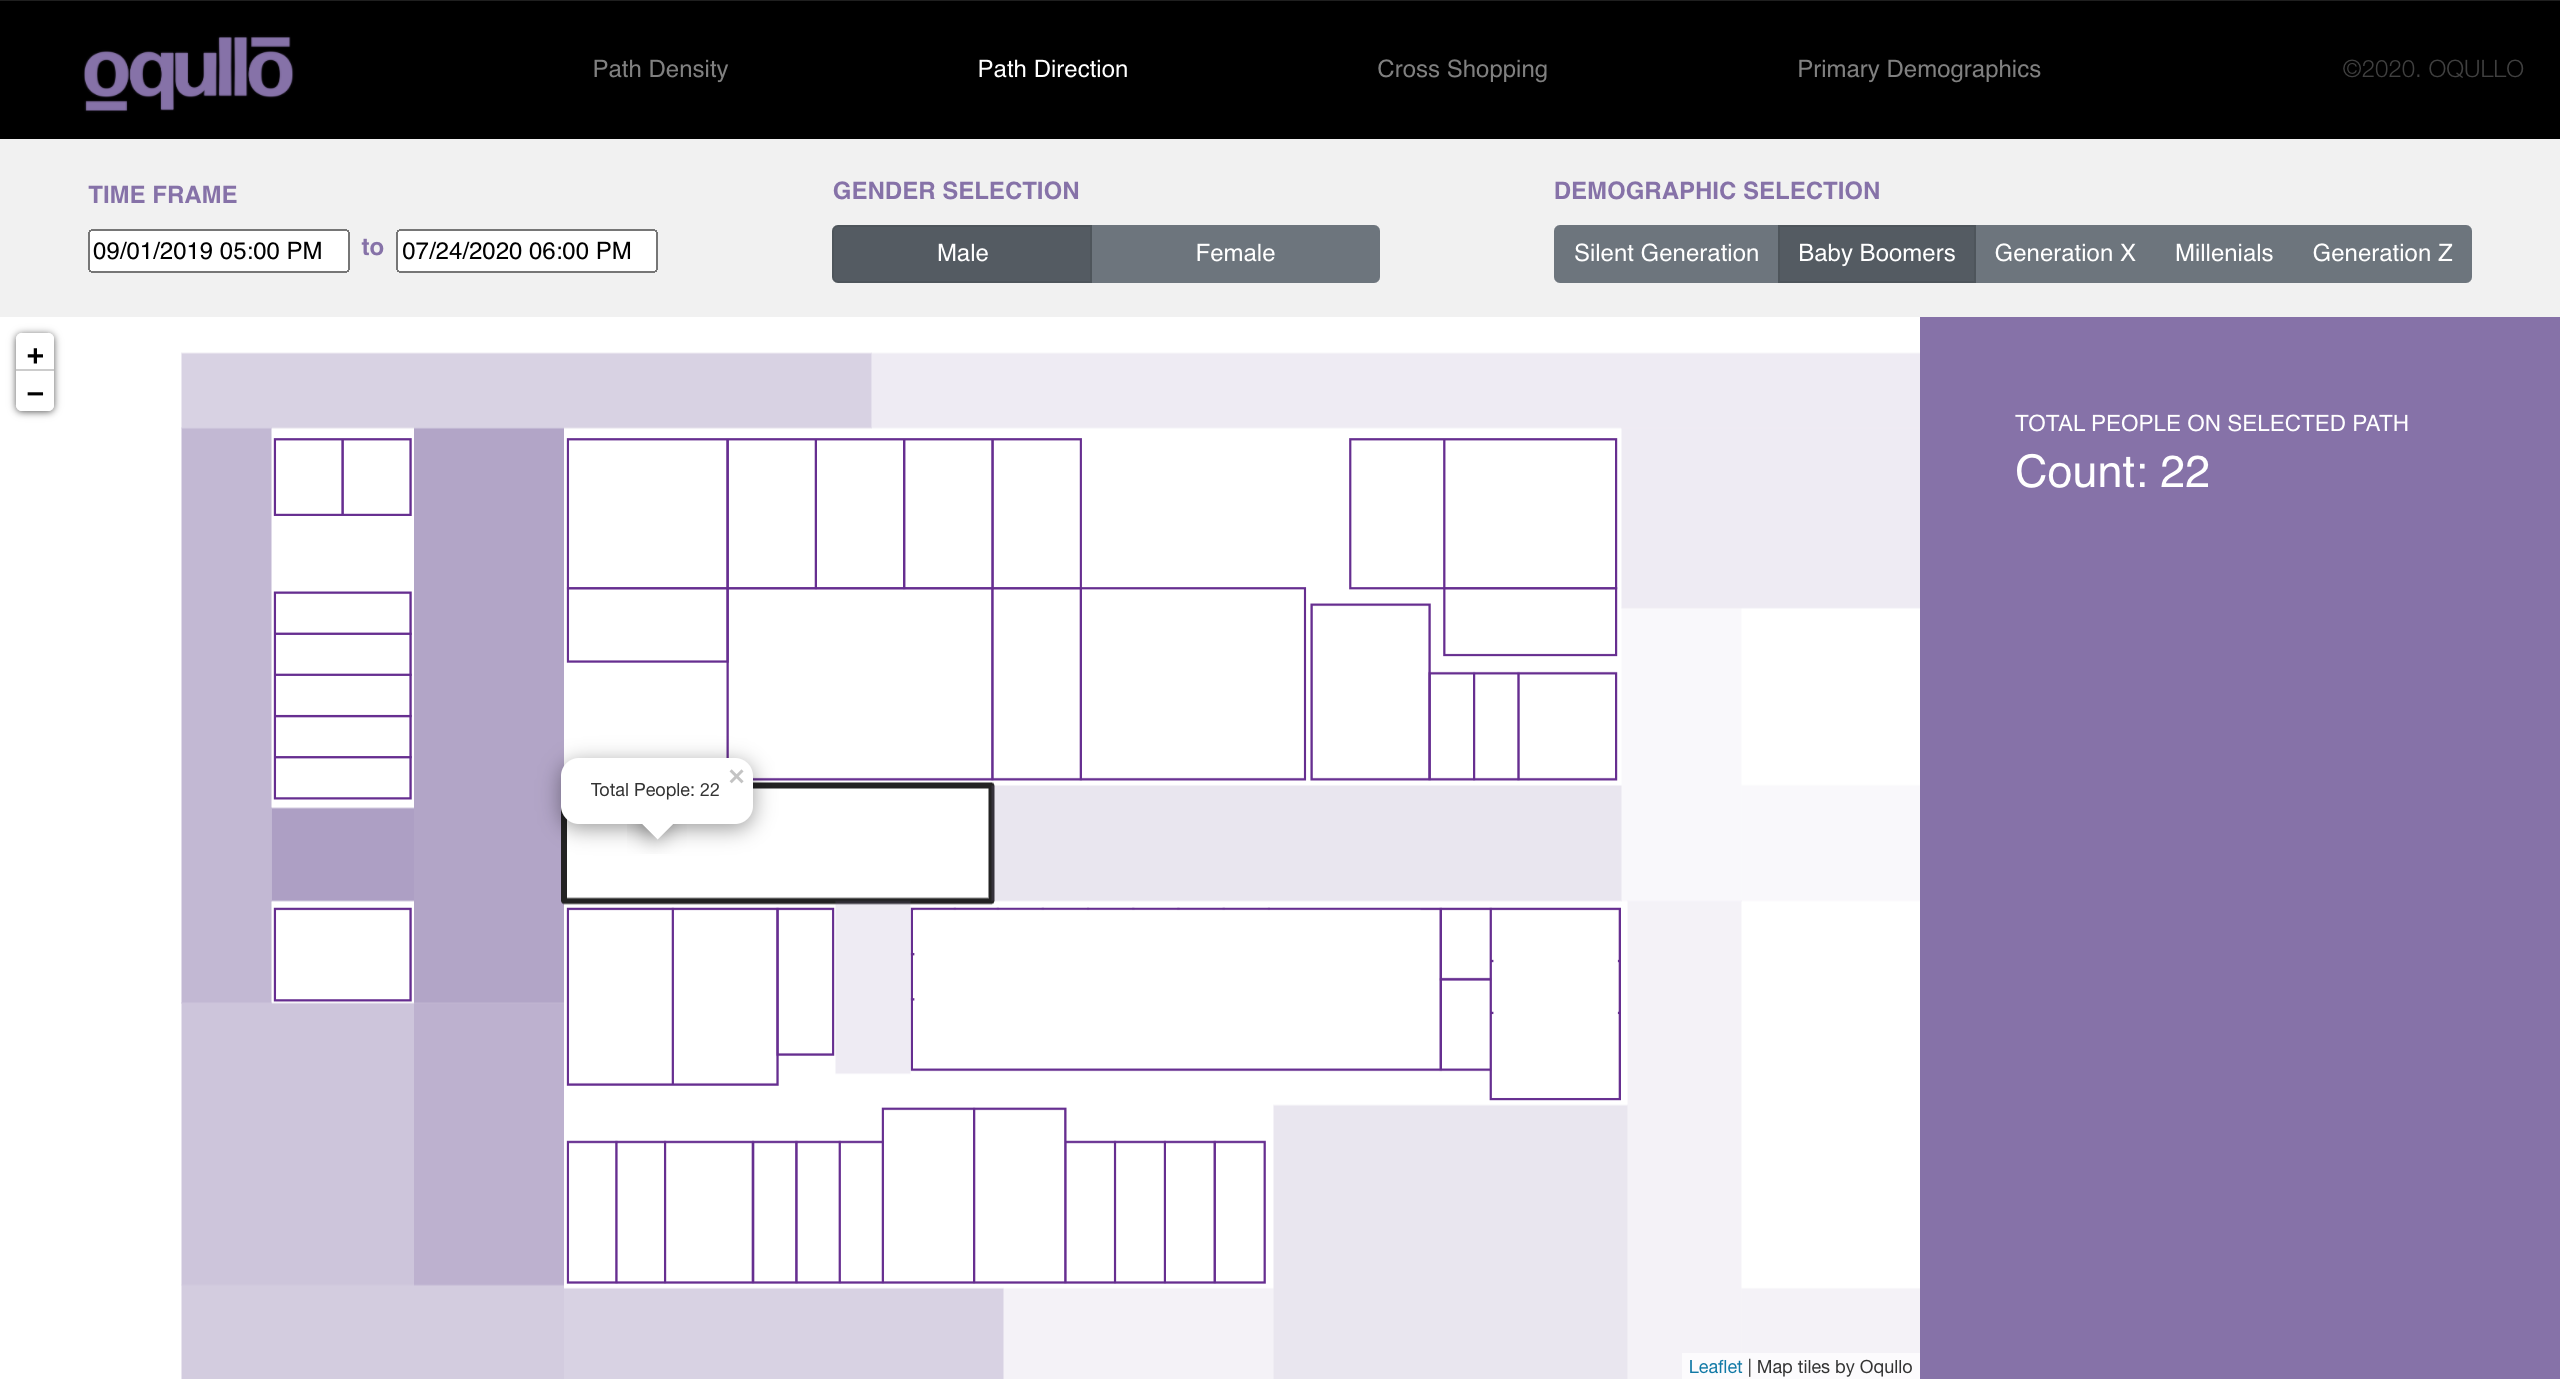 oqullo
Path Density
Path Direction
Cross Shopping
Primary Demographics
©2020. OQULLO
TIME FRAME
09/01/2019 05:00 PM to 07/24/2020 06:00 PM
GENDER SELECTION
Male
Female
DEMOGRAPHIC SELECTION
Silent Generation
Baby Boomers
Generation X
Millenials
Generation Z
+
−
TOTAL PEOPLE ON SELECTED PATH
Count: 22
Total People: 22
×
Leaflet | Map tiles by Oqullo